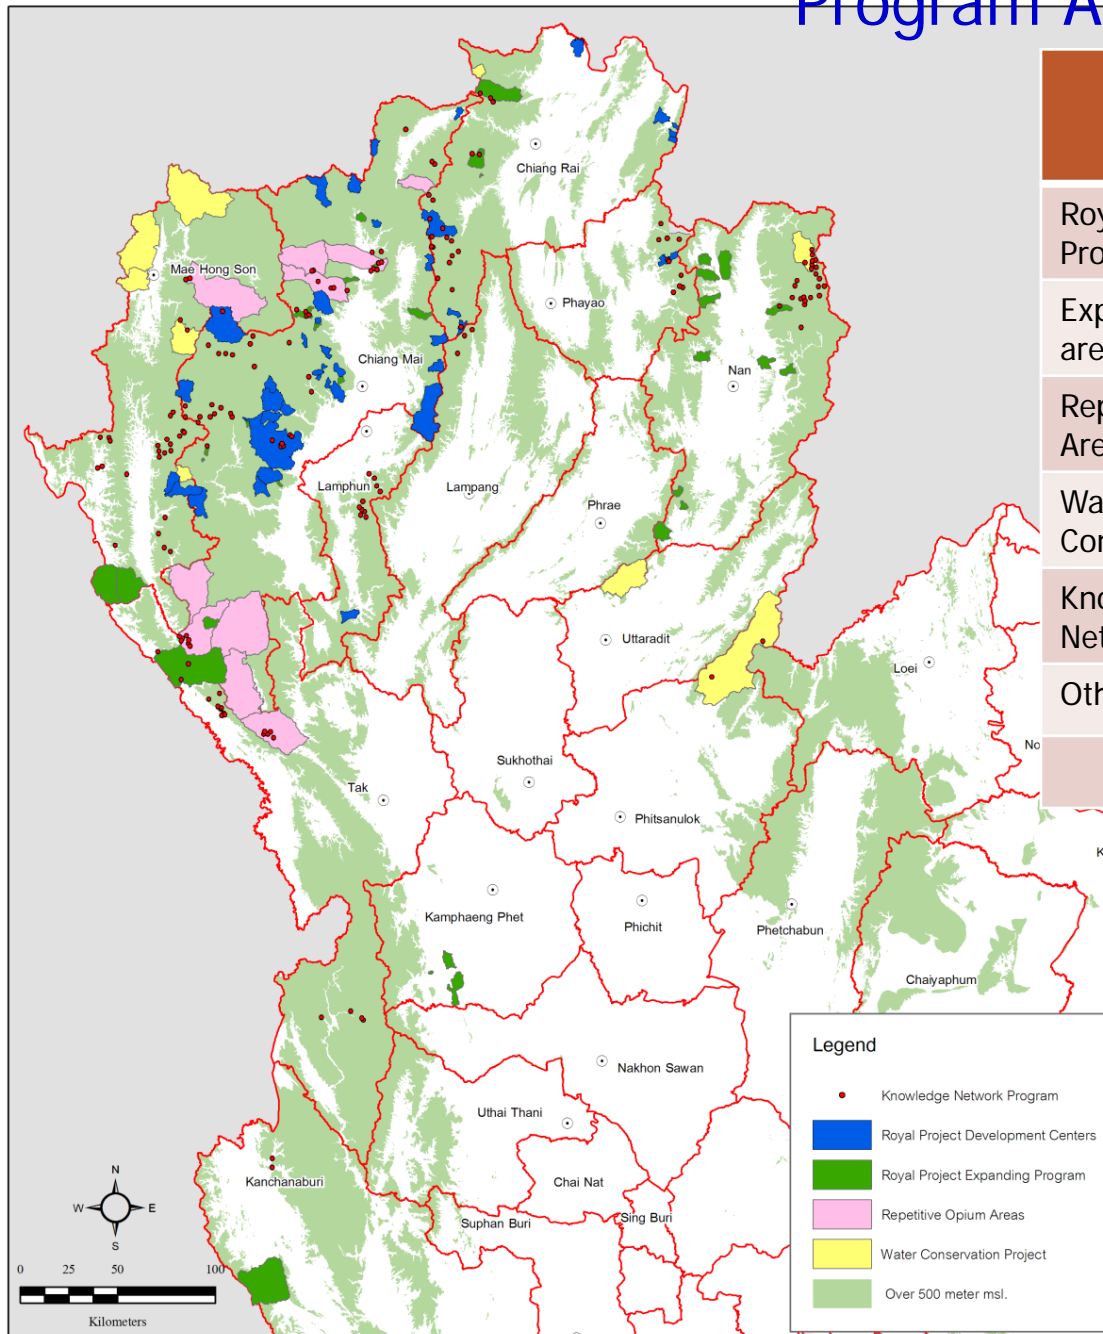 Program A
Roy
Pro
Exp
are
Rep
Are
Wa
Con
Kno
Net
Oth
Chiang Rai
Mae Hong Son
Phayao
Chiang Mai
Nan
Lamphun
Lampang
Phrae
Uttaradit
Loei
No
Sukhothai
Tak
Phitsanulok
K
Kamphaeng Phet
Phichit
Phetchabun
Chaiyaphum
Nakhon Sawan
Uthai Thani
Kanchanaburi
Chai Nat
Suphan Buri
Sing Buri
Legend
Knowledge Network Program
Royal Project Development Centers
Royal Project Expanding Program
Repetitive Opium Areas
Water Conservation Project
Over 500 meter msl.
N
W E
S
0 25 50 100
Kilometers